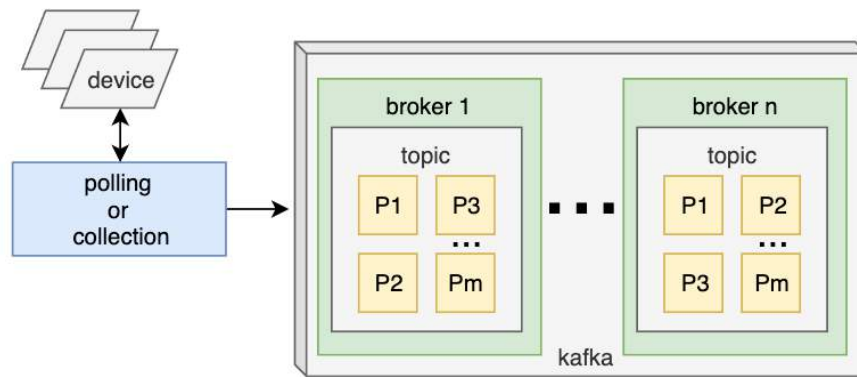 device
polling
or
collection
broker 1
topic
P1 P3
...
P2 Pm
...
broker n
topic
P1 P2
...
P3 Pm
kafka